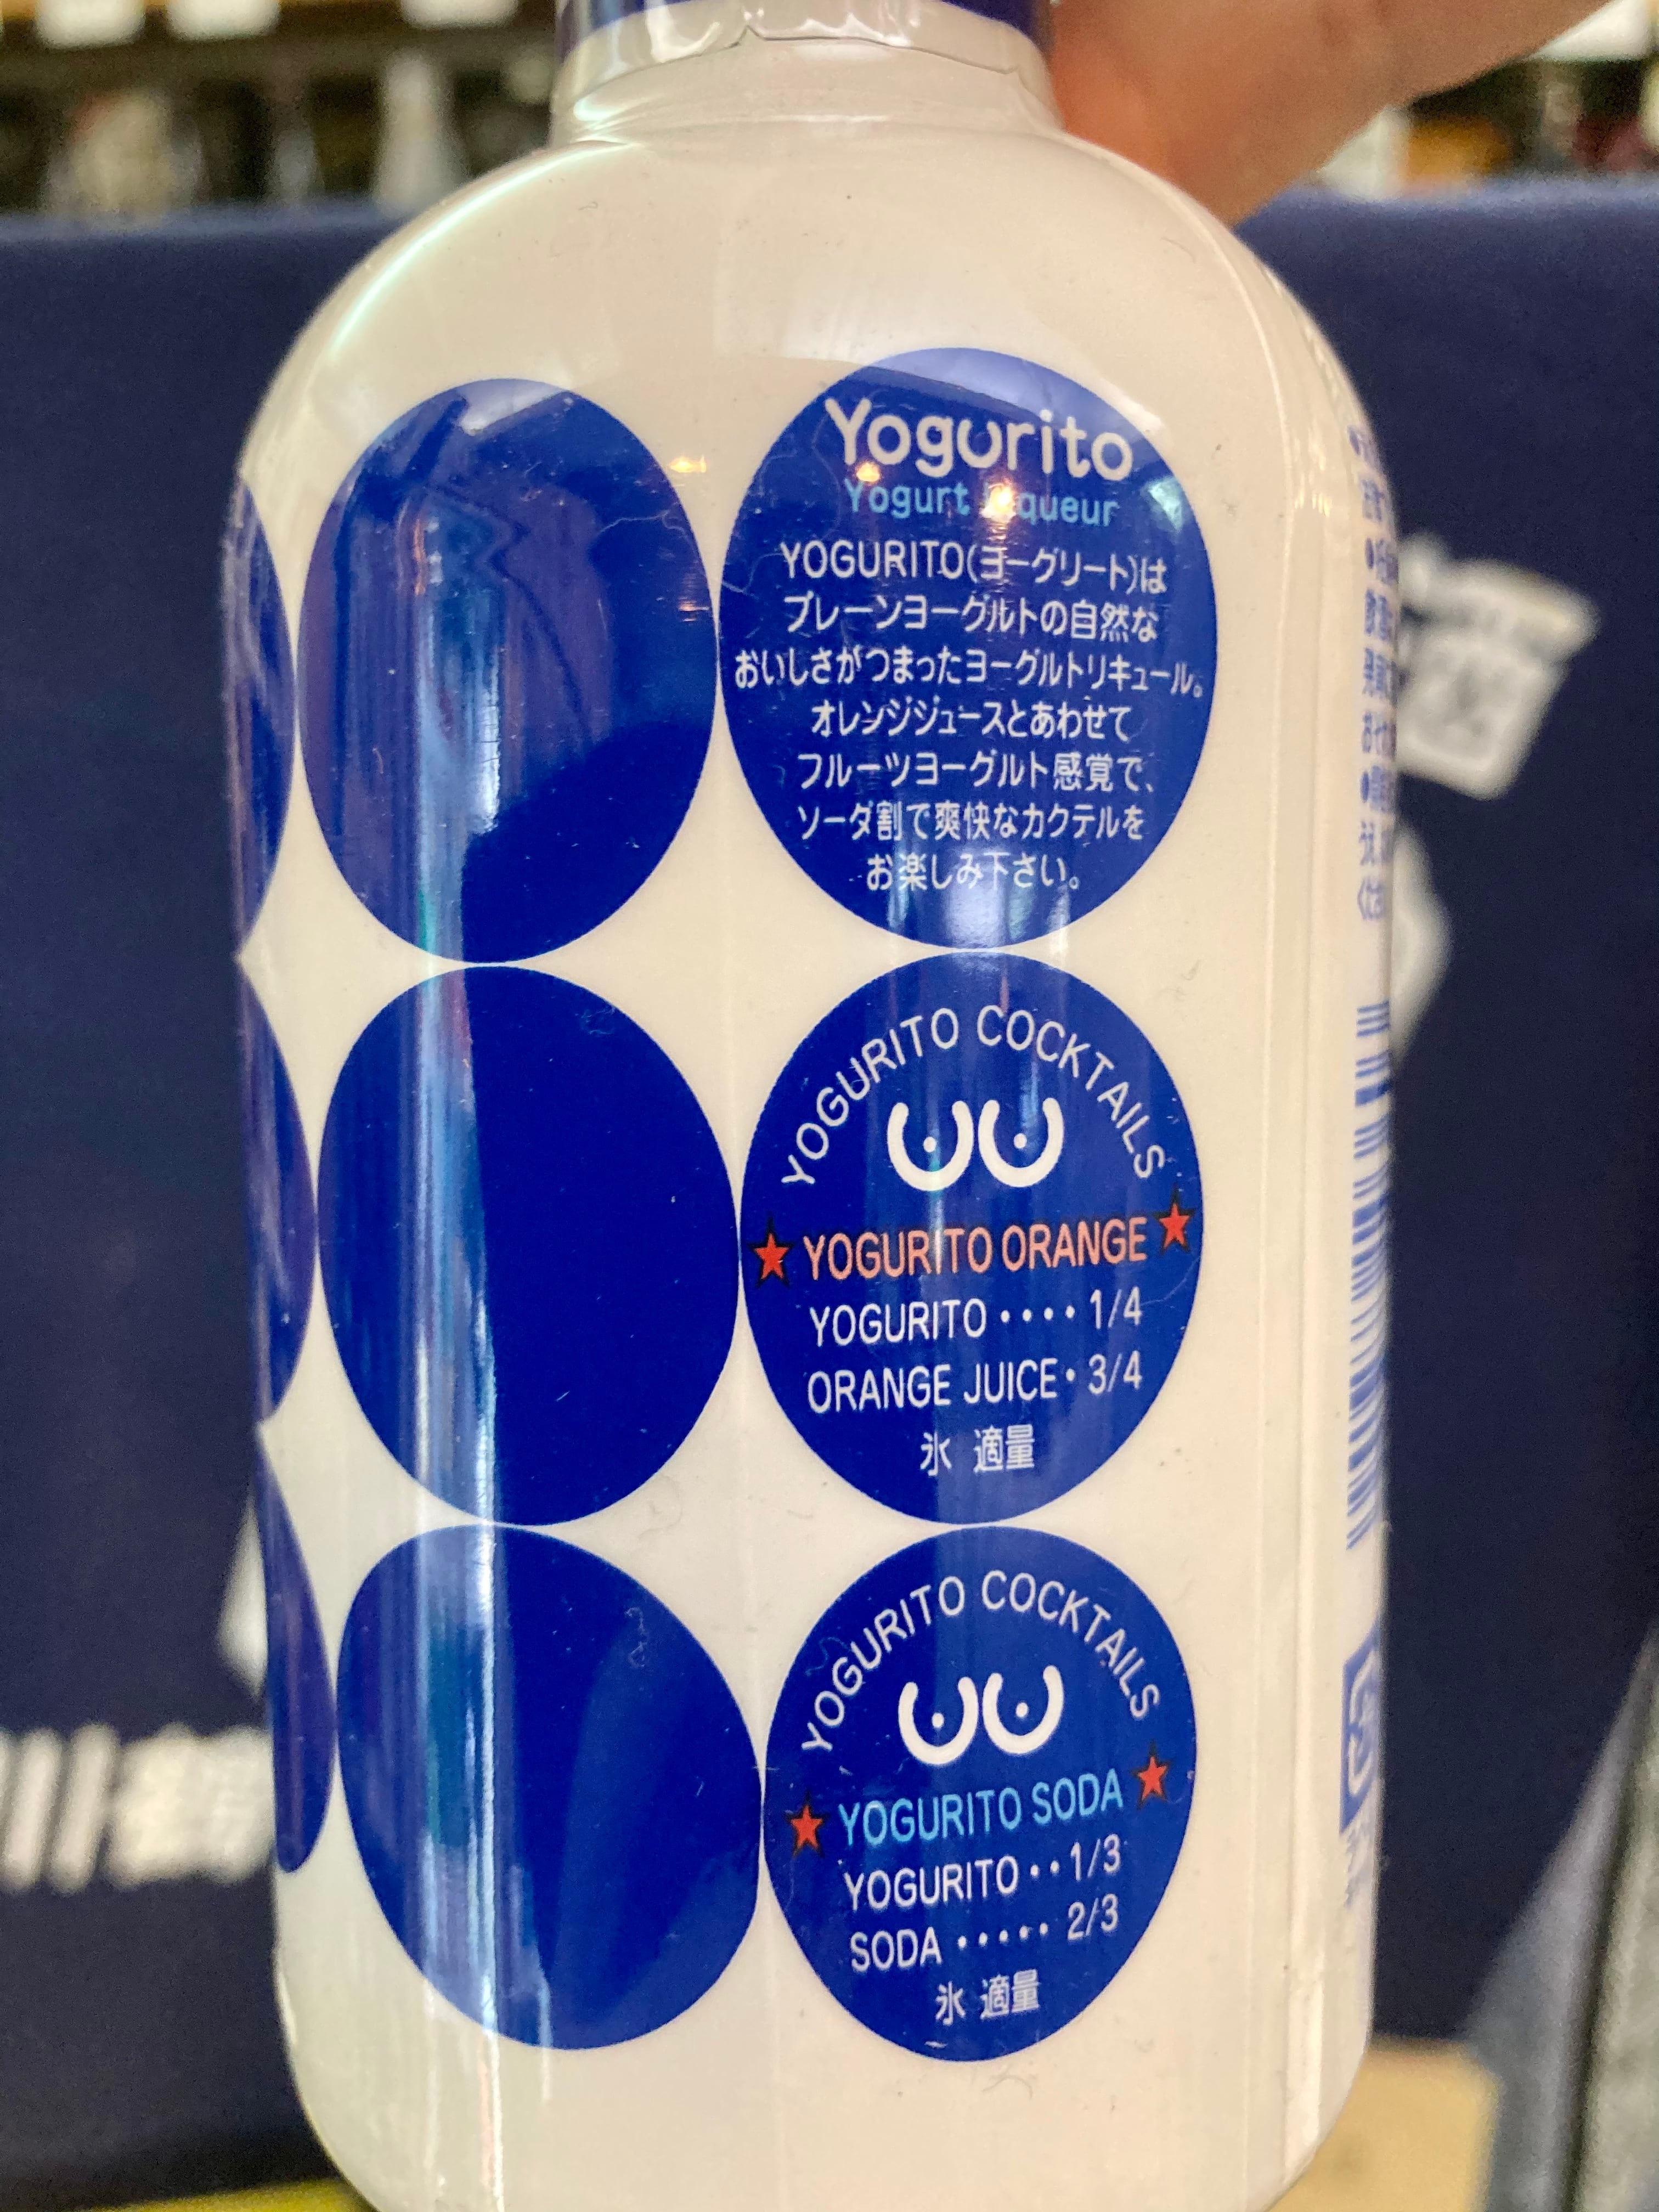 Yogurito
Yogurt Liqueur
YOGURITO(ヨーグリート)は
プレーンヨーグルトの自然な
おいしさがつまったヨーグルトリキュール。
オレンジジュースとあわせて
フルーツヨーグルト感覚で、
ソーダ割で爽快なカクテルを
お楽しみ下さい。
YOGURITO COCKTAILS
★ YOGURITO ORANGE ★
YOGURITO ···· 1/4
ORANGE JUICE · 3/4
氷 適量
YOGURITO COCKTAILS
★ YOGURITO SODA ★
YOGURITO ·· 1/3
SODA ····· 2/3
氷 適量